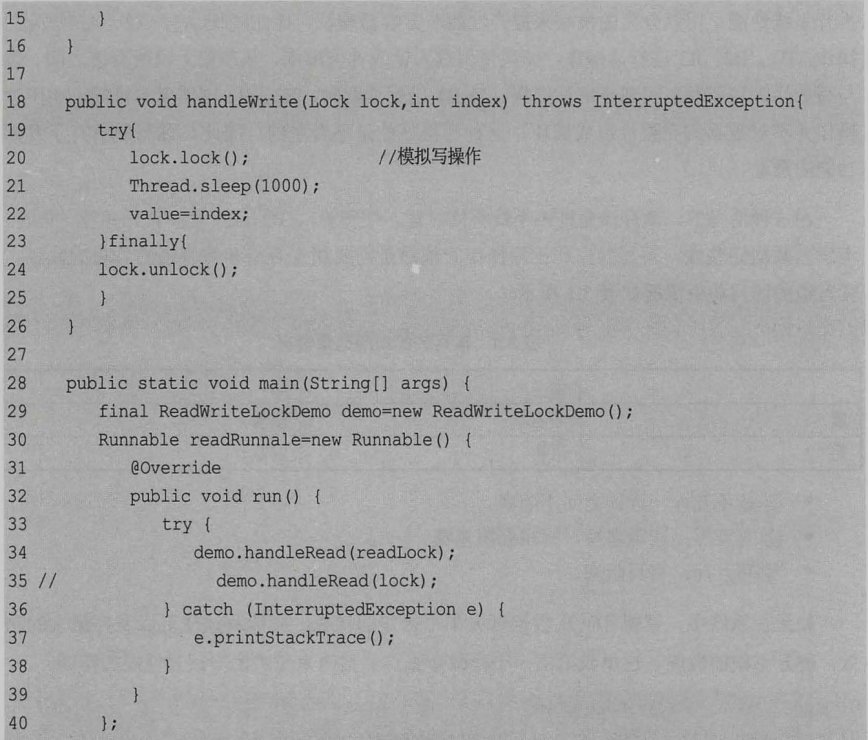 15          }
16      }
17
18      public void handleWrite(Lock lock,int index) throws InterruptedException{
19          try{
20              lock.lock();                //模拟写操作
21              Thread.sleep(1000);
22              value=index;
23          }finally{
24          lock.unlock();
25          }
26      }
27
28      public static void main(String[] args) {
29          final ReadWriteLockDemo demo=new ReadWriteLockDemo();
30          Runnable readRunnale=new Runnable() {
31              @Override
32              public void run() {
33                  try {
34                      demo.handleRead(readLock);
35 //                     demo.handleRead(lock);
36                  } catch (InterruptedException e) {
37                      e.printStackTrace();
38                  }
39              }
40          };